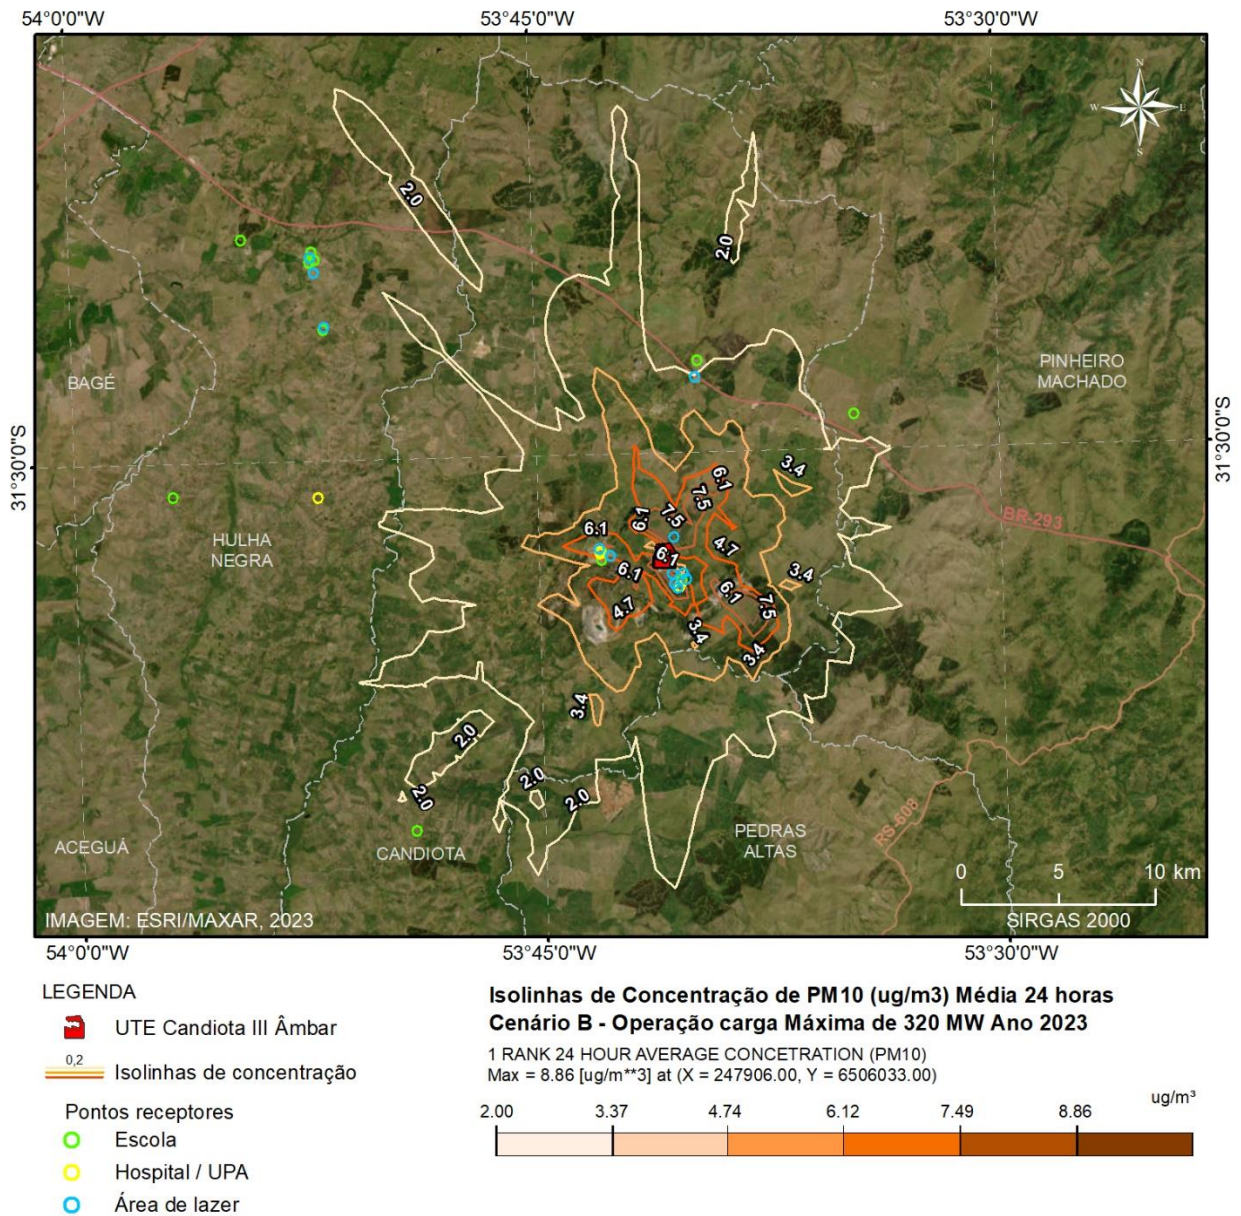 54°0'0"W
53°45'0"W
53°30'0"W
N
W
E
S
2.0
2.0
BAGÉ
PINHEIRO
MACHADO
31°30'0"S
31°30'0"S
3.4
6.1
7.5
7.5
6.1
6.1
BR-293
HULHA
NEGRA
4.7
6.1
6.1
3.4
6.1
7.5
4.7
3.4
3.4
3.4
2.0
2.0
2.0
2.0
RS-608
ACEGUÁ
CANDIOTA
PEDRAS
ALTAS
0 5 10 km
IMAGEM: ESRI/MAXAR, 2023
SIRGAS 2000
54°0'0"W
53°45'0"W
53°30'0"W
LEGENDA
UTE Candiota III Âmbar
0,2
Isolinhas de concentração
Pontos receptores
Escola
Hospital / UPA
Área de lazer
Isolinhas de Concentração de PM10 (ug/m3) Média 24 horas
Cenário B - Operação carga Máxima de 320 MW Ano 2023
1 RANK 24 HOUR AVERAGE CONCETRATION (PM10)
Max = 8.86 [ug/m**3] at (X = 247906.00, Y = 6506033.00)
ug/m³
2.00 3.37 4.74 6.12 7.49 8.86